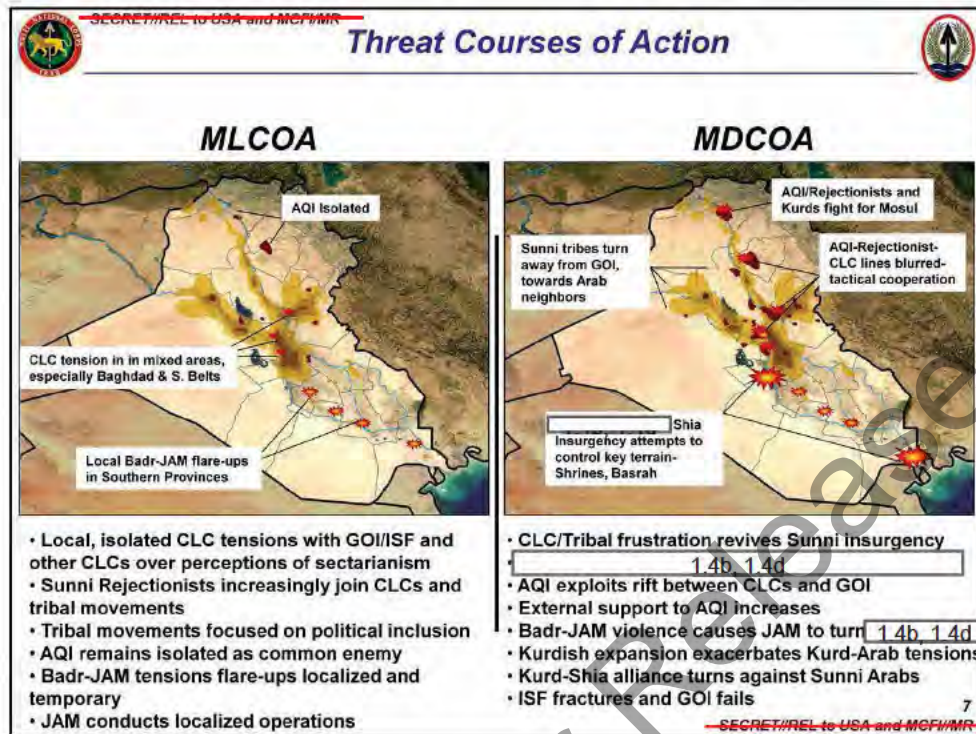 SECRET//REL to USA and MCFI//MR
Threat Courses of Action
MLCOA
AQI Isolated
CLC tension in in mixed areas,
especially Baghdad & S. Belts
Local Badr-JAM flare-ups
in Southern Provinces
• Local, isolated CLC tensions with GOI/ISF and
other CLCs over perceptions of sectarianism
• Sunni Rejectionists increasingly join CLCs and
tribal movements
• Tribal movements focused on political inclusion
• AQI remains isolated as common enemy
• Badr-JAM tensions flare-ups localized and
temporary
• JAM conducts localized operations
MDCOA
AQI/Rejectionists and
Kurds fight for Mosul
Sunni tribes turn
away from GOI,
towards Arab
neighbors
AQI-Rejectionist-
CLC lines blurred-
tactical cooperation
Shia
Insurgency attempts to
control key terrain-
Shrines, Basrah
• CLC/Tribal frustration revives Sunni insurgency
• 1.4b, 1.4d
• AQI exploits rift between CLCs and GOI
• External support to AQI increases
• Badr-JAM violence causes JAM to turn 1.4b, 1.4d
• Kurdish expansion exacerbates Kurd-Arab tensions
• Kurd-Shia alliance turns against Sunni Arabs
• ISF fractures and GOI fails
7
SECRET//REL to USA and MCFI//MR
Release